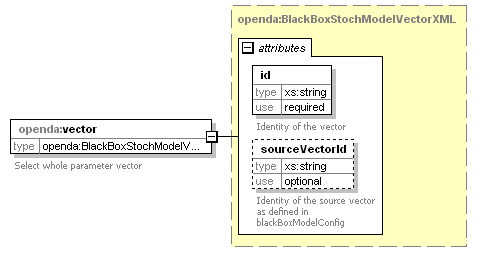 openda:BlackBoxStochModelVectorXML
attributes
id
type xs:string
use required
Identity of the vector
openda:vector
type openda:BlackBoxStochModelV...
Select whole parameter vector
sourceVectorId
type xs:string
use optional
Identity of the source vector
as defined in
blackBoxModelConfig